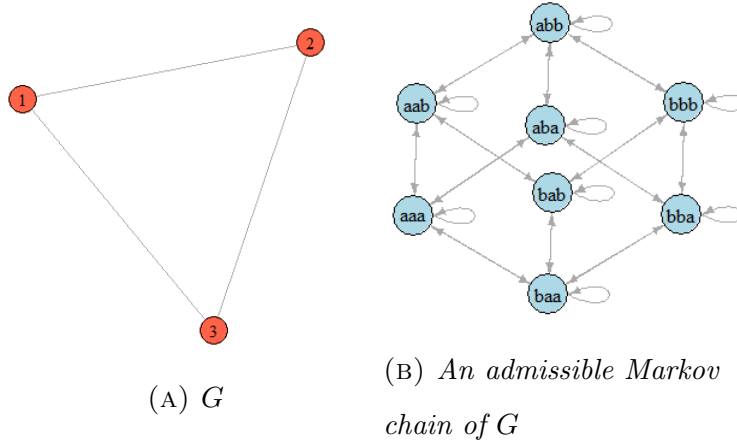 1
2
3
(A) G
abb
aab
bbb
aba
bab
aaa
bba
baa
(B) An admissible Markov
chain of G